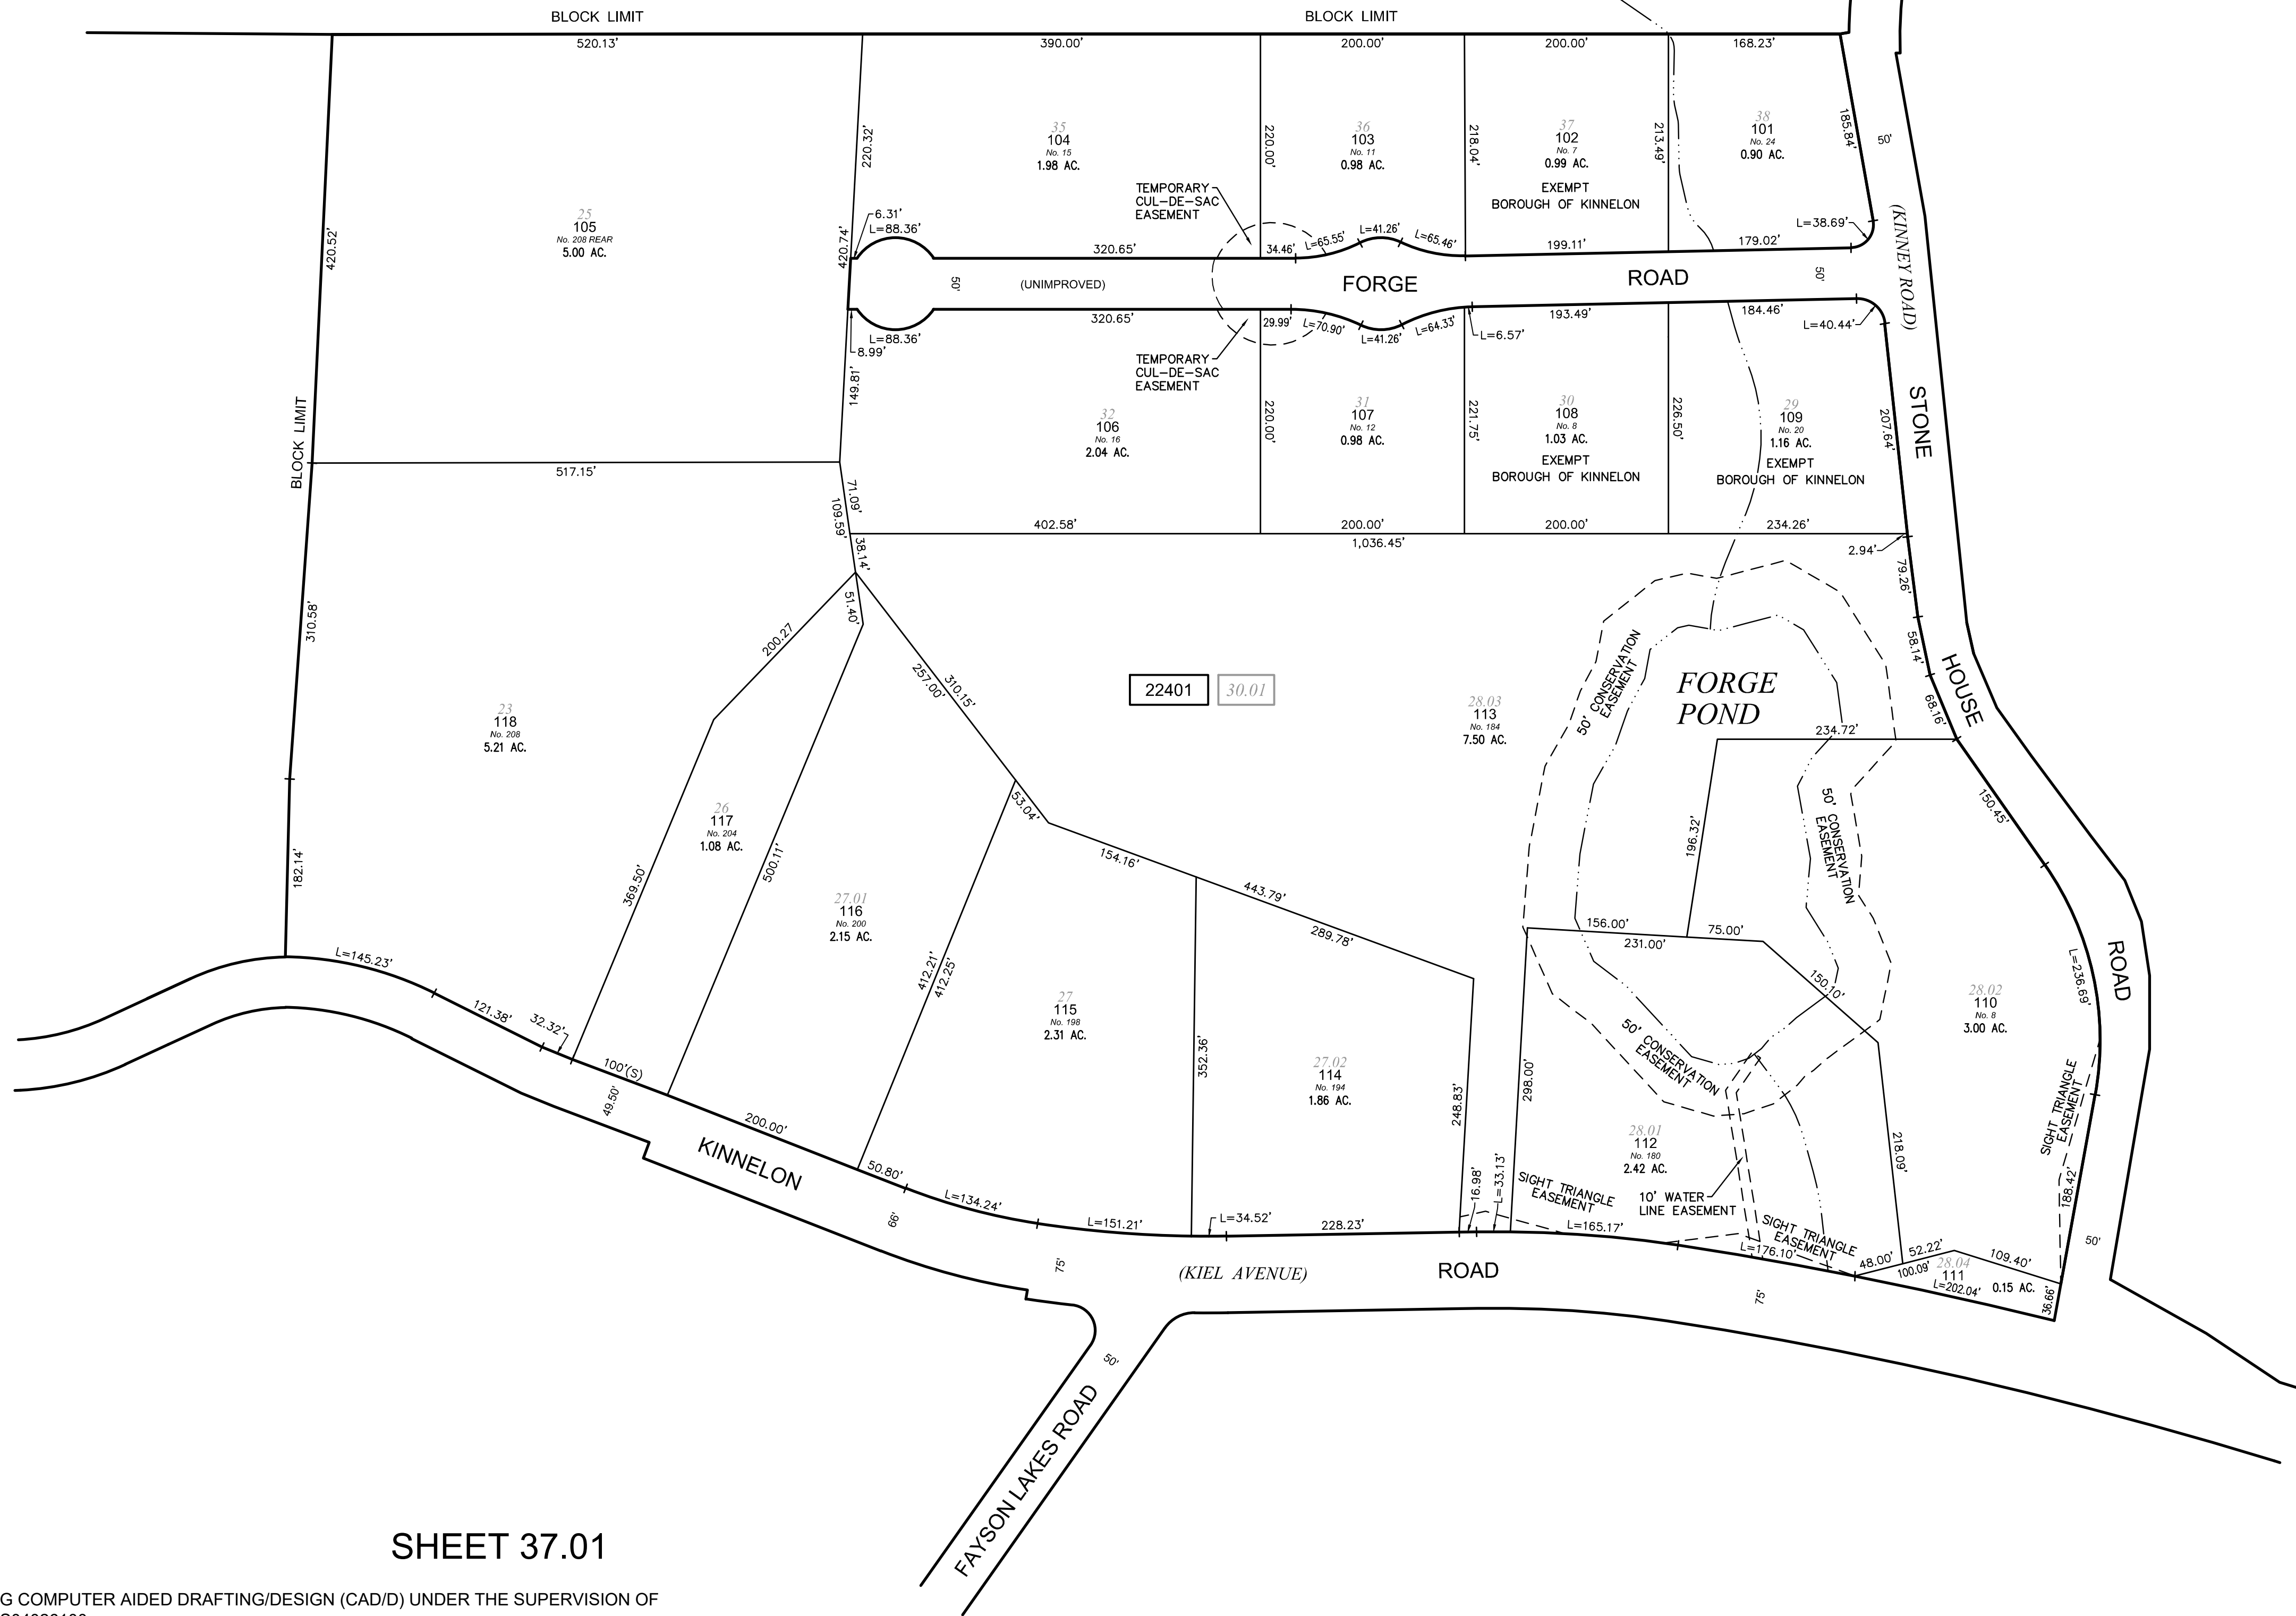 BLOCK LIMIT
BLOCK LIMIT
520.13'
390.00'
200.00'
200.00'
168.23'
420.52'
25
105
No. 208 REAR
5.00 AC.
220.32'
420.74'
35
104
No. 15
1.98 AC.
220.00'
36
103
No. 11
0.98 AC.
218.04'
37
102
No. 7
0.99 AC.
EXEMPT
BOROUGH OF KINNELON
213.49'
38
101
No. 24
0.90 AC.
185.84'
50'
TEMPORARY
CUL-DE-SAC
EASEMENT
6.31'
L=88.36'
320.65'
34.46'
L=65.55'
L=41.26'
L=65.46'
199.11'
179.02'
L=38.69'
(KINNEY ROAD)
50'
(UNIMPROVED)
FORGE
ROAD
50'
320.65'
L=88.36'
8.99'
29.99'
L=70.90'
L=41.26'
L=64.33'
L=6.57'
193.49'
184.46'
L=40.44'
TEMPORARY
CUL-DE-SAC
EASEMENT
149.81'
32
106
No. 16
2.04 AC.
220.00'
31
107
No. 12
0.98 AC.
221.75'
30
108
No. 8
1.03 AC.
EXEMPT
BOROUGH OF KINNELON
226.50'
29
109
No. 20
1.16 AC.
EXEMPT
BOROUGH OF KINNELON
207.64'
STONE
BLOCK LIMIT
517.15'
71.09'
109.59'
38.14'
402.58'
200.00'
200.00'
234.26'
1,036.45'
2.94'
79.26'
58.14'
68.16'
HOUSE
310.58'
51.40'
200.27
257.00'
310.15'
22401
30.01
28.03
113
No. 184
7.50 AC.
50' CONSERVATION
EASEMENT
FORGE
POND
234.72'
23
118
No. 208
5.21 AC.
182.14'
26
117
No. 204
1.08 AC.
369.50'
500.11'
53.04'
154.16'
443.79'
289.78'
196.32'
50' CONSERVATION
EASEMENT
150.45'
27.01
116
No. 200
2.15 AC.
412.21'
412.25'
156.00'
231.00'
75.00'
150.10'
L=236.69'
ROAD
L=145.23'
121.38'
32.32'
100'(S)
49.50'
27
115
No. 198
2.31 AC.
352.36'
27.02
114
No. 194
1.86 AC.
248.83'
298.00'
50' CONSERVATION
EASEMENT
28.02
110
No. 8
3.00 AC.
28.01
112
No. 180
2.42 AC.
218.09'
SIGHT TRIANGLE
EASEMENT
188.42'
200.00'
KINNELON
50.80'
66'
L=134.24'
L=151.21'
L=34.52'
228.23'
16.98'
L=33.13'
SIGHT TRIANGLE
EASEMENT
L=165.17'
10' WATER
LINE EASEMENT
SIGHT TRIANGLE
EASEMENT
L=176.10'
48.00'
52.22'
100.09'
109.40'
28.04
111
0.15 AC.
L=202.04'
36.66'
50'
75'
(KIEL AVENUE)
ROAD
75'
50'
FAYSON LAKES ROAD
SHEET 37.01
G COMPUTER AIDED DRAFTING/DESIGN (CAD/D) UNDER THE SUPERVISION OF